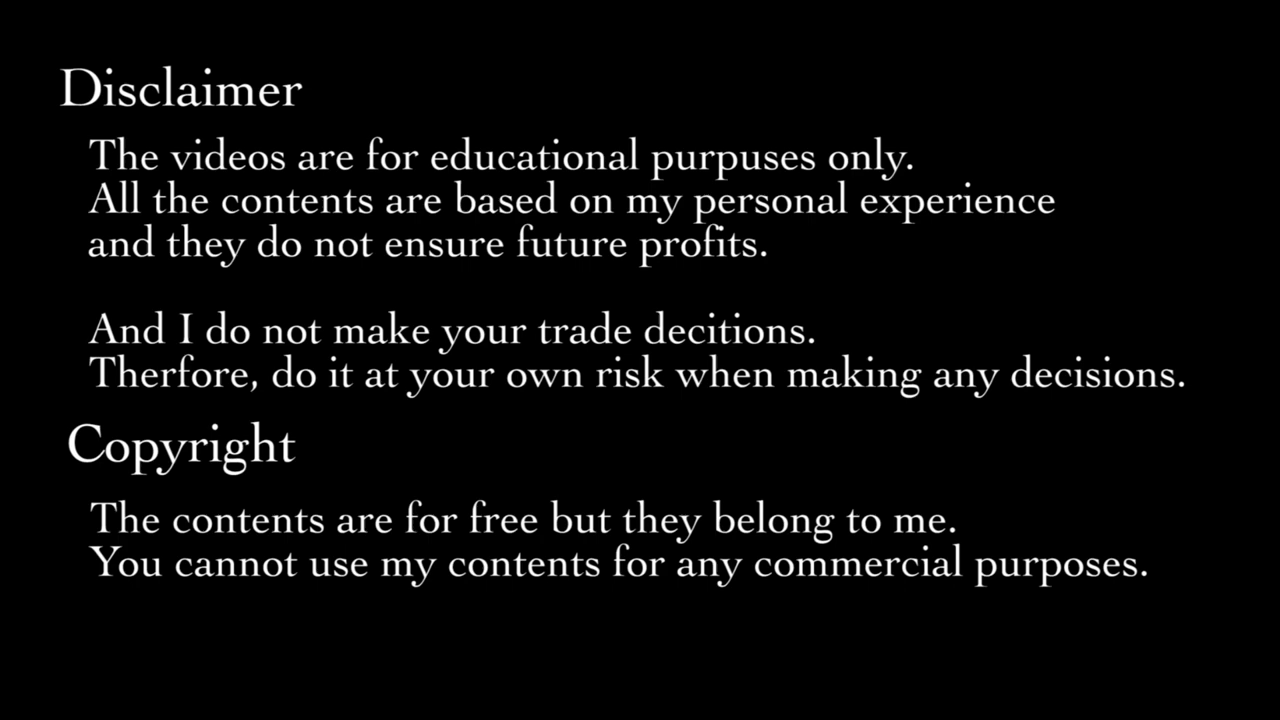 Disclaimer
The videos are for educational purpuses only.
All the contents are based on my personal experience
and they do not ensure future profits.
And I do not make your trade decitions.
Therfore, do it at your own risk when making any decisions.
Copyright
The contents are for free but they belong to me.
You cannot use my contents for any commercial purposes.